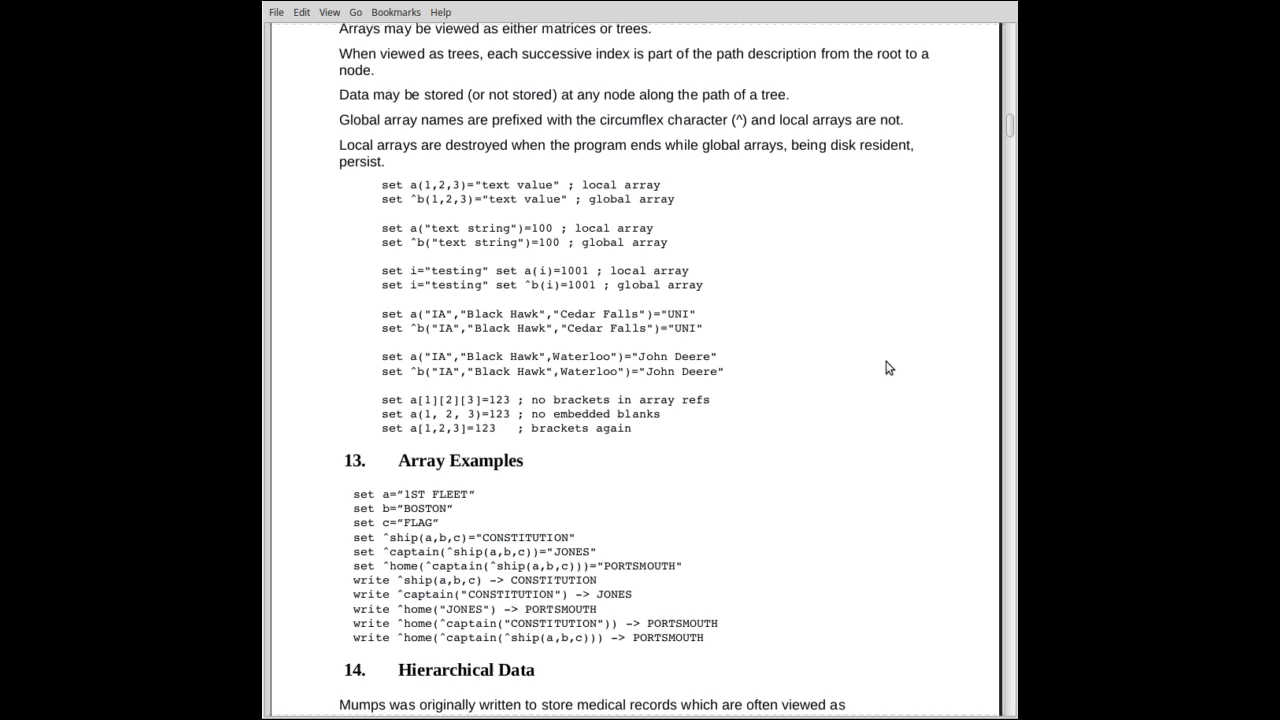 File Edit View Go Bookmarks Help
Arrays may be viewed as either matrices or trees.
When viewed as trees, each successive index is part of the path description from the root to a
node.
Data may be stored (or not stored) at any node along the path of a tree.
Global array names are prefixed with the circumflex character (^) and local arrays are not.
Local arrays are destroyed when the program ends while global arrays, being disk resident,
persist.
set a(1,2,3)="text value" ; local array
set ^b(1,2,3)="text value" ; global array
set a("text string")=100 ; local array
set ^b("text string")=100 ; global array
set i="testing" set a(i)=1001 ; local array
set i="testing" set ^b(i)=1001 ; global array
set a("IA","Black Hawk","Cedar Falls")="UNI"
set ^b("IA","Black Hawk","Cedar Falls")="UNI"
set a("IA","Black Hawk",Waterloo")="John Deere"
set ^b("IA","Black Hawk",Waterloo")="John Deere"
set a[1][2][3]=123 ; no brackets in array refs
set a(1, 2, 3)=123 ; no embedded blanks
set a[1,2,3]=123   ; brackets again
13. Array Examples
set a=”1ST FLEET”
set b=”BOSTON”
set c=”FLAG”
set ^ship(a,b,c)="CONSTITUTION"
set ^captain(^ship(a,b,c))="JONES"
set ^home(^captain(^ship(a,b,c)))="PORTSMOUTH"
write ^ship(a,b,c) -> CONSTITUTION
write ^captain("CONSTITUTION") -> JONES
write ^home("JONES") -> PORTSMOUTH
write ^home(^captain("CONSTITUTION")) -> PORTSMOUTH
write ^home(^captain(^ship(a,b,c))) -> PORTSMOUTH
14. Hierarchical Data
Mumps was originally written to store medical records which are often viewed as